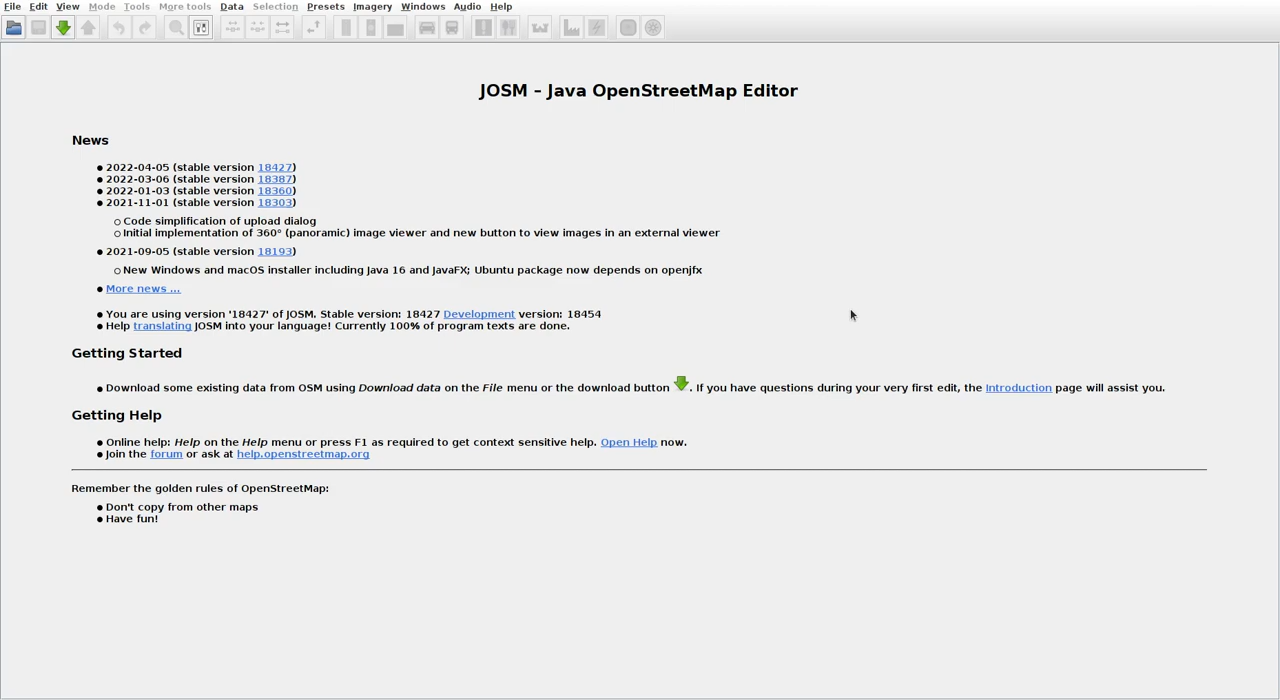 File Edit View Mode Tools More tools Data Selection Presets Imagery Windows Audio Help
JOSM – Java OpenStreetMap Editor
News
2022-04-05 (stable version 18427)
2022-03-06 (stable version 18387)
2022-01-03 (stable version 18360)
2021-11-01 (stable version 18303)
Code simplification of upload dialog
Initial implementation of 360° (panoramic) image viewer and new button to view images in an external viewer
2021-09-05 (stable version 18193)
New Windows and macOS installer including Java 16 and JavaFX; Ubuntu package now depends on openjfx
More news ...
You are using version '18427' of JOSM. Stable version: 18427 Development version: 18454
Help translating JOSM into your language! Currently 100% of program texts are done.
Getting Started
Download some existing data from OSM using Download data on the File menu or the download button . If you have questions during your very first edit, the Introduction page will assist you.
Getting Help
Online help: Help on the Help menu or press F1 as required to get context sensitive help. Open Help now.
Join the forum or ask at help.openstreetmap.org
Remember the golden rules of OpenStreetMap:
Don't copy from other maps
Have fun!